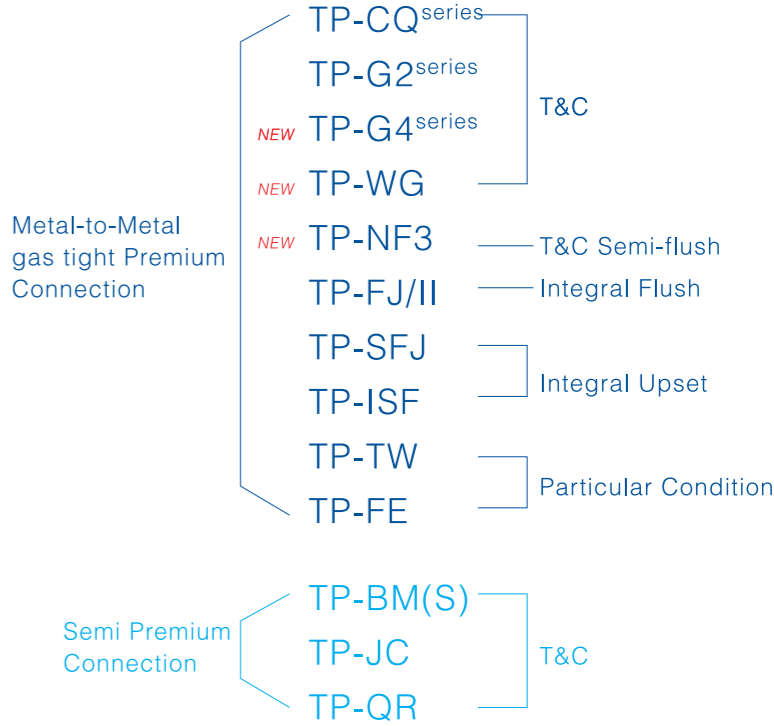 TP-CQ series
TP-G2 series
NEW TP-G4 series
NEW TP-WG
T&C
Metal-to-Metal
gas tight Premium
Connection
NEW TP-NF3
T&C Semi-flush
TP-FJ/II
Integral Flush
TP-SFJ
TP-ISF
Integral Upset
TP-TW
TP-FE
Particular Condition
Semi Premium
Connection
TP-BM(S)
TP-JC
TP-QR
T&C